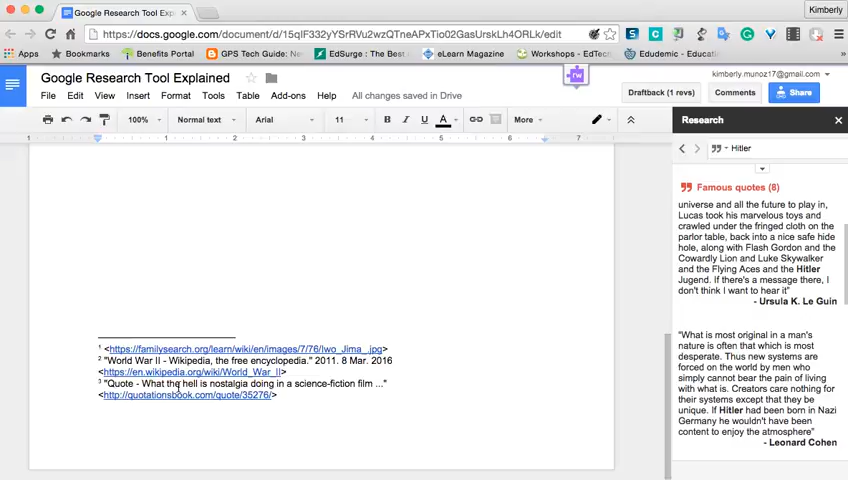 Google Research Tool Exp
Kimberly
https://docs.google.com/document/d/15qIF332yYSrRVu2wzQTneAPxTio02GasUrskLh4ORLk/edit
Apps
Bookmarks
Benefits Portal
GPS Tech Guide: Ne
EdSurge : The Best
eLearn Magazine
Workshops - EdTec
Edudemic - Educati
Google Research Tool Explained
kimberly.munoz17@gmail.com
File Edit View Insert Format Tools Table Add-ons Help All changes saved in Drive
rw
Draftback (1 revs)
Comments
Share
100% Normal text Arial 11 B I U A More
Research
1 1 2 3 4 5 6 7
Hitler
Famous quotes (8)
universe and all the future to play in,
Lucas took his marvelous toys and
crawled under the fringed cloth on the
parlor table, back into a nice safe hide
hole, along with Flash Gordon and the
Cowardly Lion and Luke Skywalker
and the Flying Aces and the Hitler
Jugend. If there's a message there, I
don't think I want to hear it"
- Ursula K. Le Guin
"What is most original in a man's
nature is often that which is most
desperate. Thus new systems are
forced on the world by men who
simply cannot bear the pain of living
with what is. Creators care nothing for
their systems except that they be
unique. If Hitler had been born in Nazi
Germany he wouldn't have been
content to enjoy the atmosphere"
- Leonard Cohen
1 <https://familysearch.org/learn/wiki/en/images/7/76/Iwo_Jima_.jpg>
2 "World War II - Wikipedia, the free encyclopedia." 2011. 8 Mar. 2016
<https://en.wikipedia.org/wiki/World_War_II>
3 "Quote - What the hell is nostalgia doing in a science-fiction film ..."
<http://quotationsbook.com/quote/35276/>